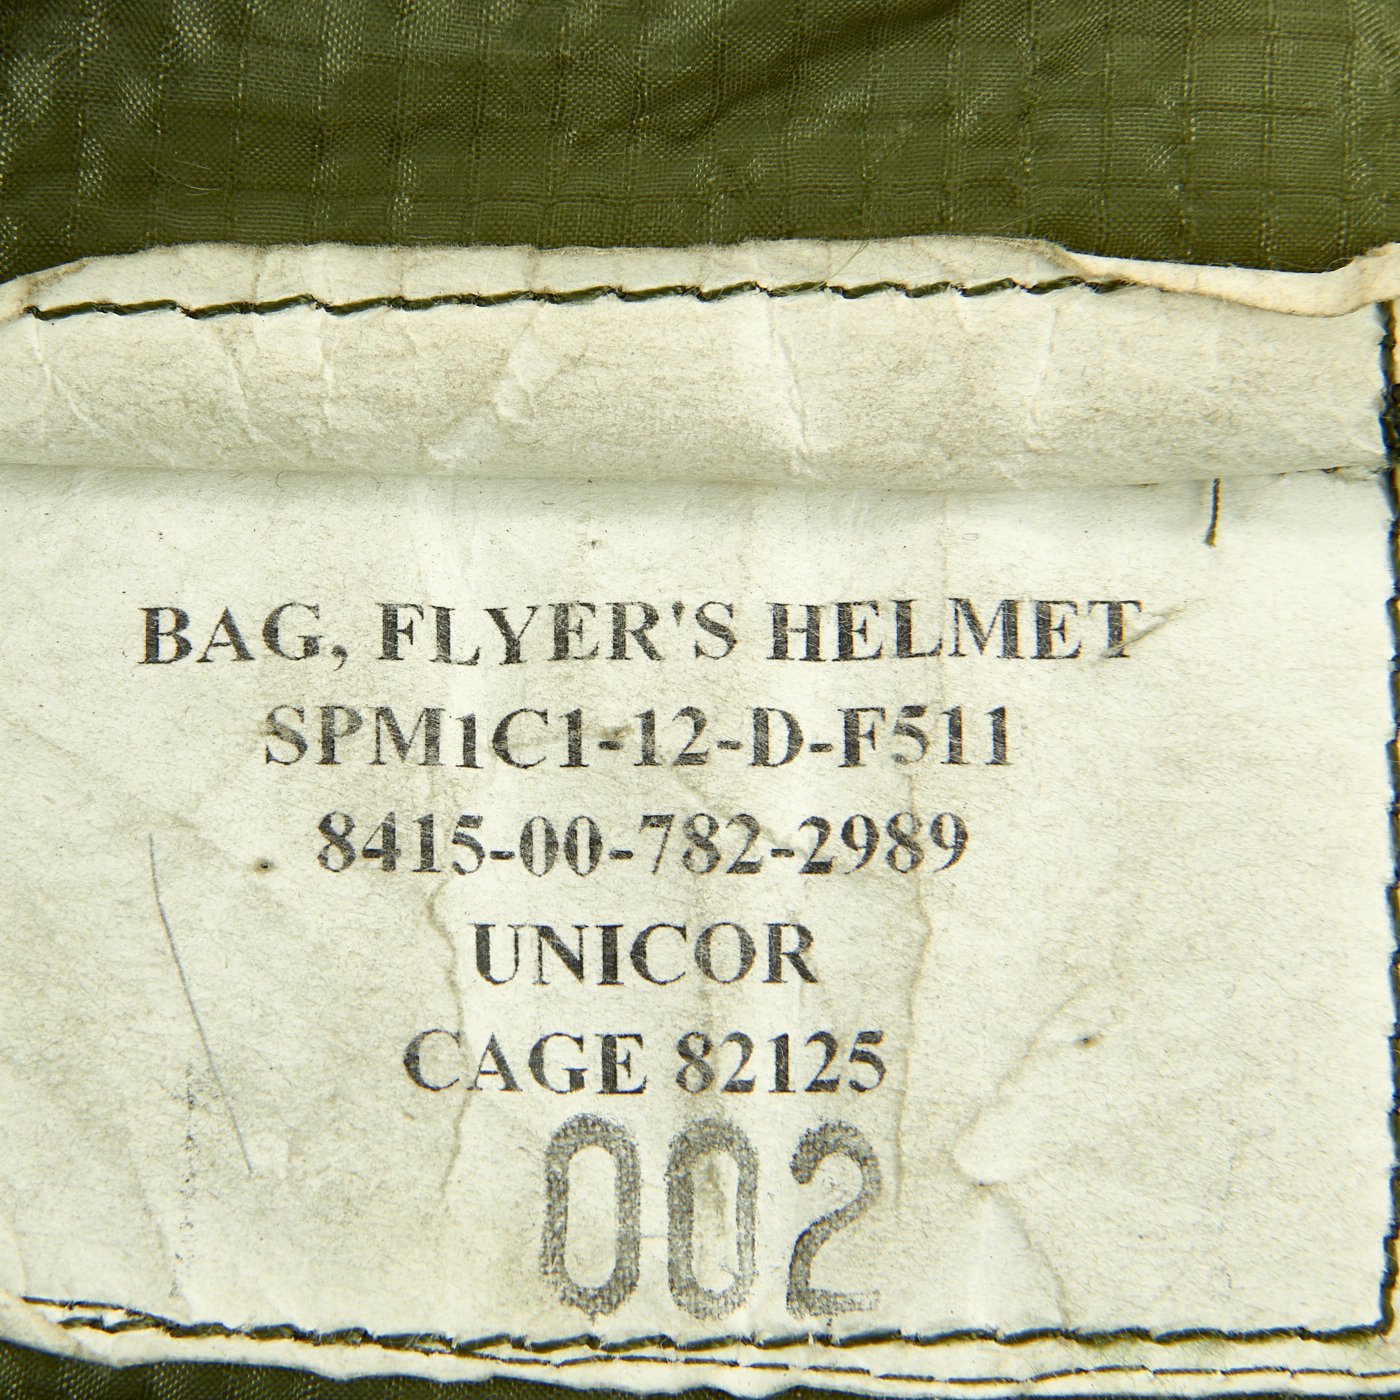 BAG, FLYER'S HELMET
SPM1C1-12-D-F511
8415-00-782-2989
UNICOR
CAGE 82125
002